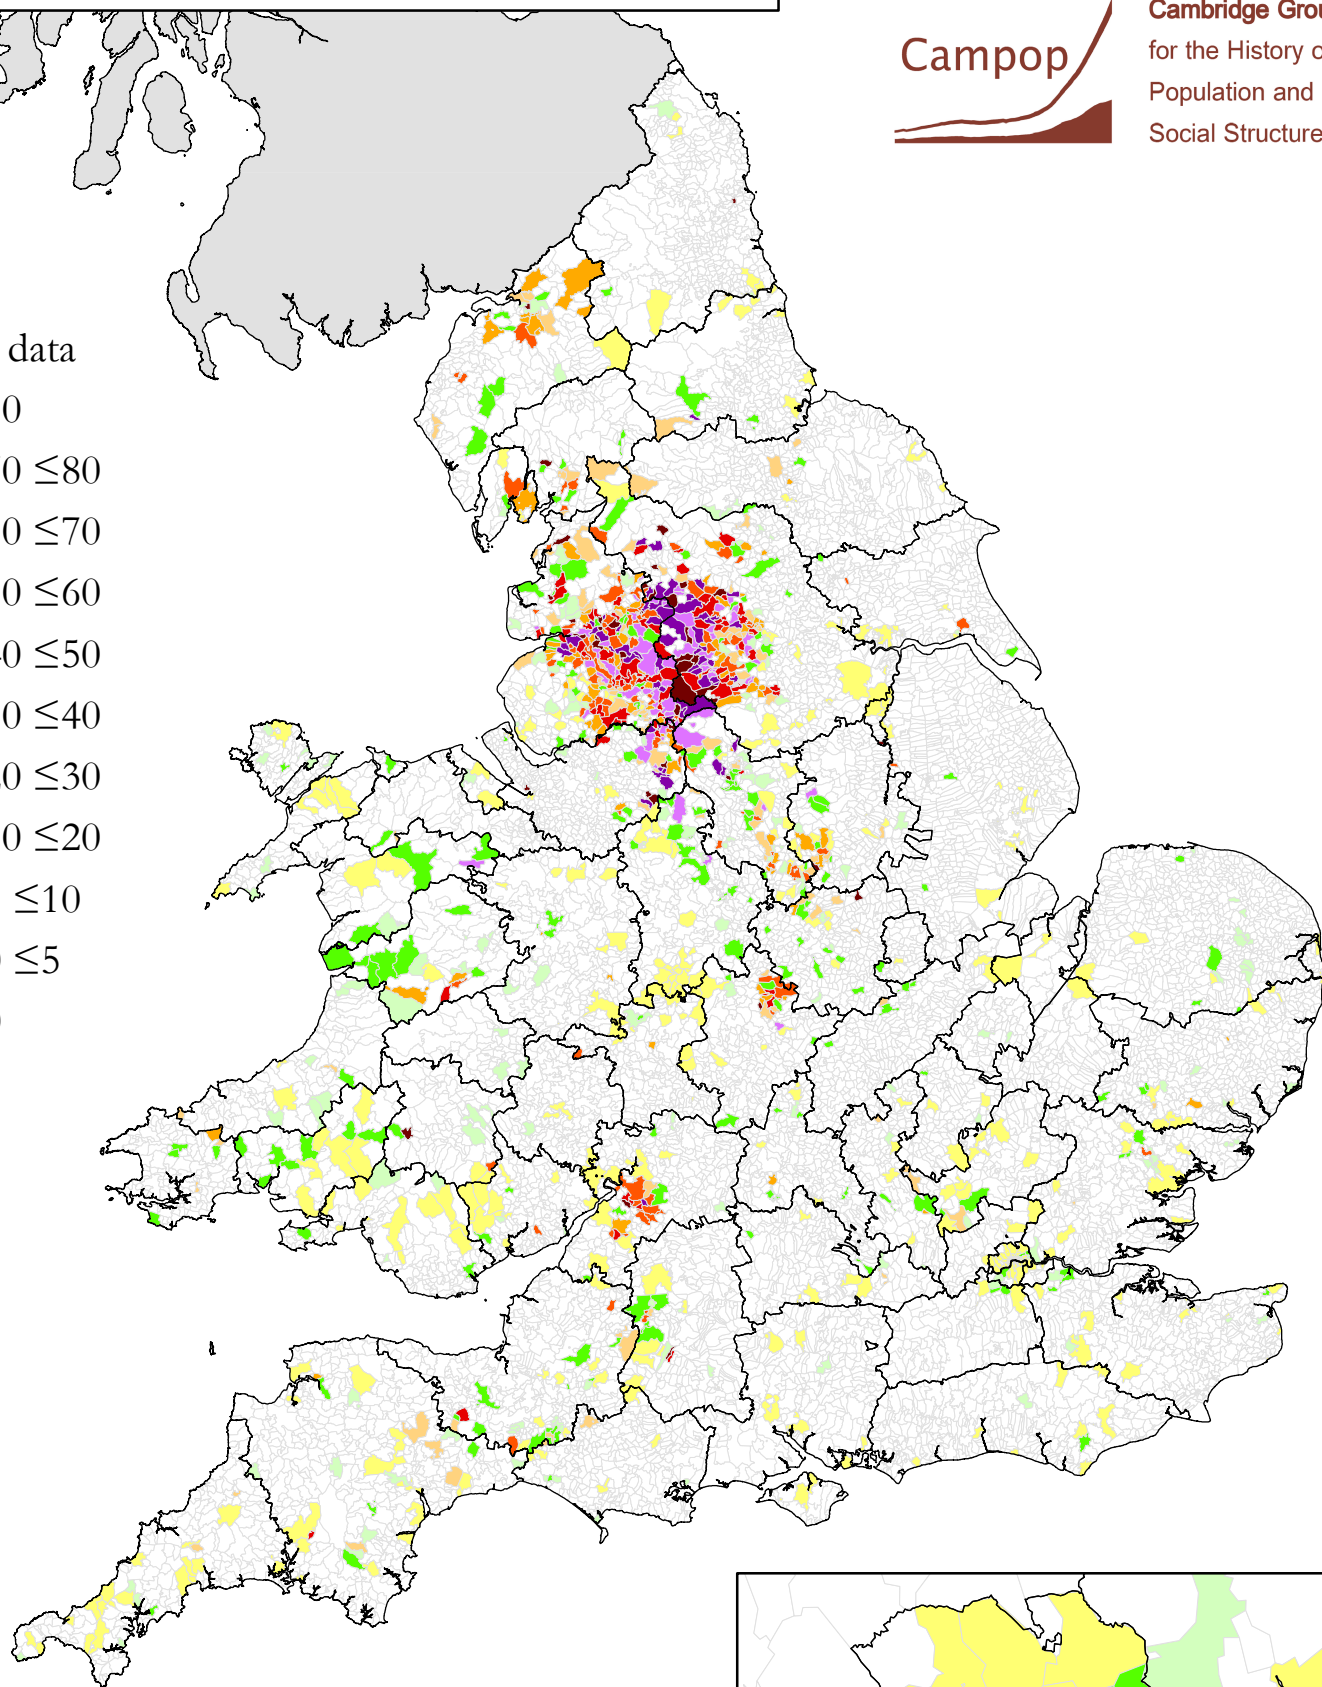 Cambridge Grou
Campop
for the History o
Population and
Social Structure
data
0
0 ≤80
0 ≤70
0 ≤60
40 ≤50
0 ≤40
0 ≤30
0 ≤20
≤10
≤5